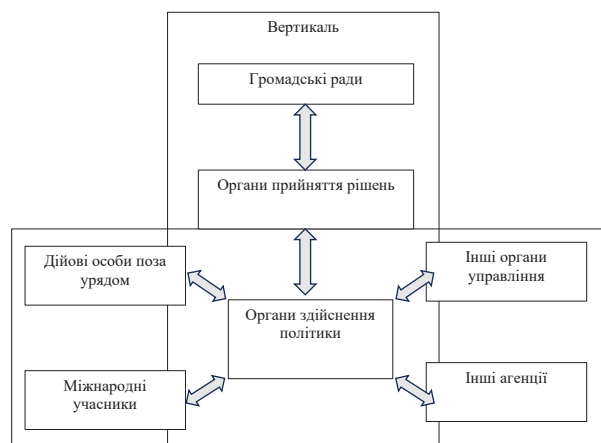 Вертикаль
Громадські ради
Органи прийняття рішень
Дійові особи поза
урядом
Інші органи
управління
Органи здійснення
політики
Міжнародні
учасники
Інші агенції